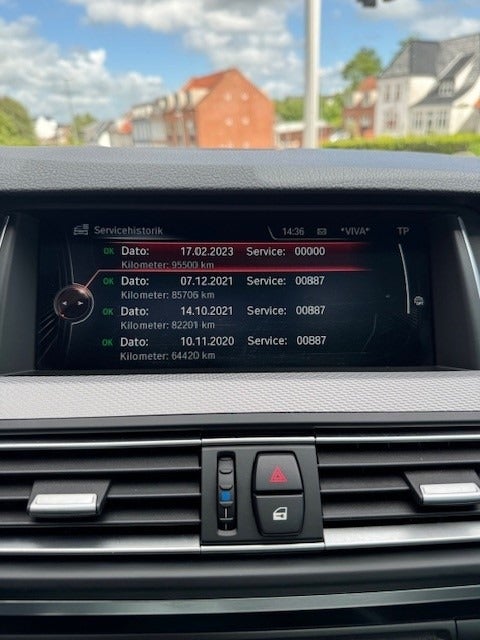 Servicehistorik 14:36 *VIVA* TP
OK Dato: 17.02.2023 Service: 00000
Kilometer: 95500 km
OK Dato: 07.12.2021 Service: 00887
Kilometer: 85706 km
OK Dato: 14.10.2021 Service: 00887
Kilometer: 82201 km
OK Dato: 10.11.2020 Service: 00887
Kilometer: 64420 km